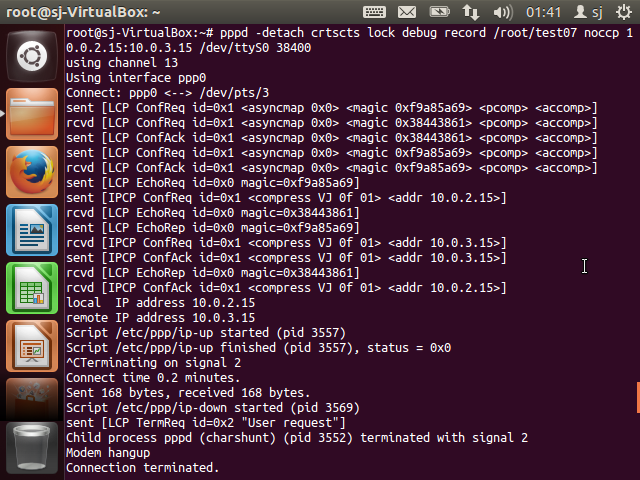 root@sj-VirtualBox: ~
01:41
sj
root@sj-VirtualBox:~# pppd -detach crtscts lock debug record /root/test07 noccp 1
0.0.2.15:10.0.3.15 /dev/ttyS0 38400
using channel 13
Using interface ppp0
Connect: ppp0 <--> /dev/pts/3
sent [LCP ConfReq id=0x1 <asyncmap 0x0> <magic 0xf9a85a69> <pcomp> <accomp>]
rcvd [LCP ConfReq id=0x1 <asyncmap 0x0> <magic 0x38443861> <pcomp> <accomp>]
sent [LCP ConfAck id=0x1 <asyncmap 0x0> <magic 0x38443861> <pcomp> <accomp>]
sent [LCP ConfReq id=0x1 <asyncmap 0x0> <magic 0xf9a85a69> <pcomp> <accomp>]
rcvd [LCP ConfAck id=0x1 <asyncmap 0x0> <magic 0xf9a85a69> <pcomp> <accomp>]
sent [LCP EchoReq id=0x0 magic=0xf9a85a69]
sent [IPCP ConfReq id=0x1 <compress VJ 0f 01> <addr 10.0.2.15>]
rcvd [LCP EchoReq id=0x0 magic=0x38443861]
sent [LCP EchoRep id=0x0 magic=0xf9a85a69]
rcvd [IPCP ConfReq id=0x1 <compress VJ 0f 01> <addr 10.0.3.15>]
sent [IPCP ConfAck id=0x1 <compress VJ 0f 01> <addr 10.0.3.15>]
rcvd [LCP EchoRep id=0x0 magic=0x38443861]
rcvd [IPCP ConfAck id=0x1 <compress VJ 0f 01> <addr 10.0.2.15>]
local  IP address 10.0.2.15
remote IP address 10.0.3.15
Script /etc/ppp/ip-up started (pid 3557)
Script /etc/ppp/ip-up finished (pid 3557), status = 0x0
^CTerminating on signal 2
Connect time 0.2 minutes.
Sent 168 bytes, received 168 bytes.
Script /etc/ppp/ip-down started (pid 3569)
sent [LCP TermReq id=0x2 "User request"]
Child process pppd (charshunt) (pid 3552) terminated with signal 2
Modem hangup
Connection terminated.